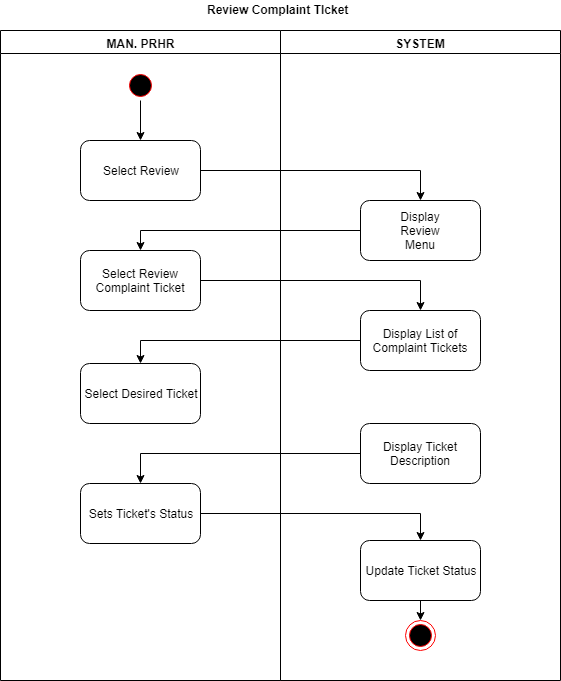 Review Complaint TIcket
MAN. PRHR
SYSTEM
Select Review
Display
Review
Menu
Select Review
Complaint Ticket
Display List of
Complaint Tickets
Select Desired Ticket
Display Ticket
Description
Sets Ticket's Status
Update Ticket Status